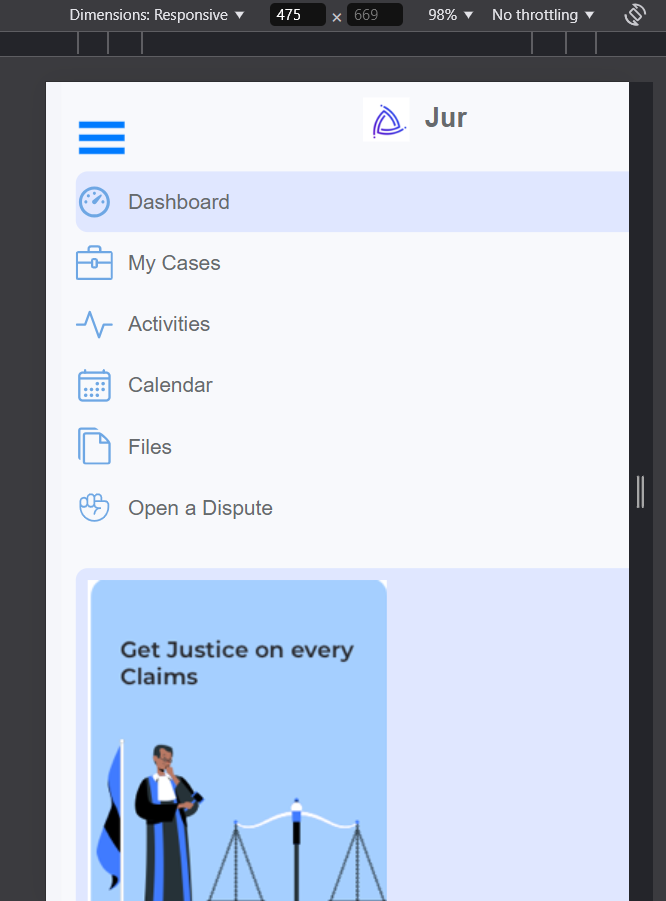 Dimensions: Responsive ▼ 475 × 669 98% ▼ No throttling ▼
Jur
Dashboard
My Cases
Activities
Calendar
Files
Open a Dispute
Get Justice on every
Claims